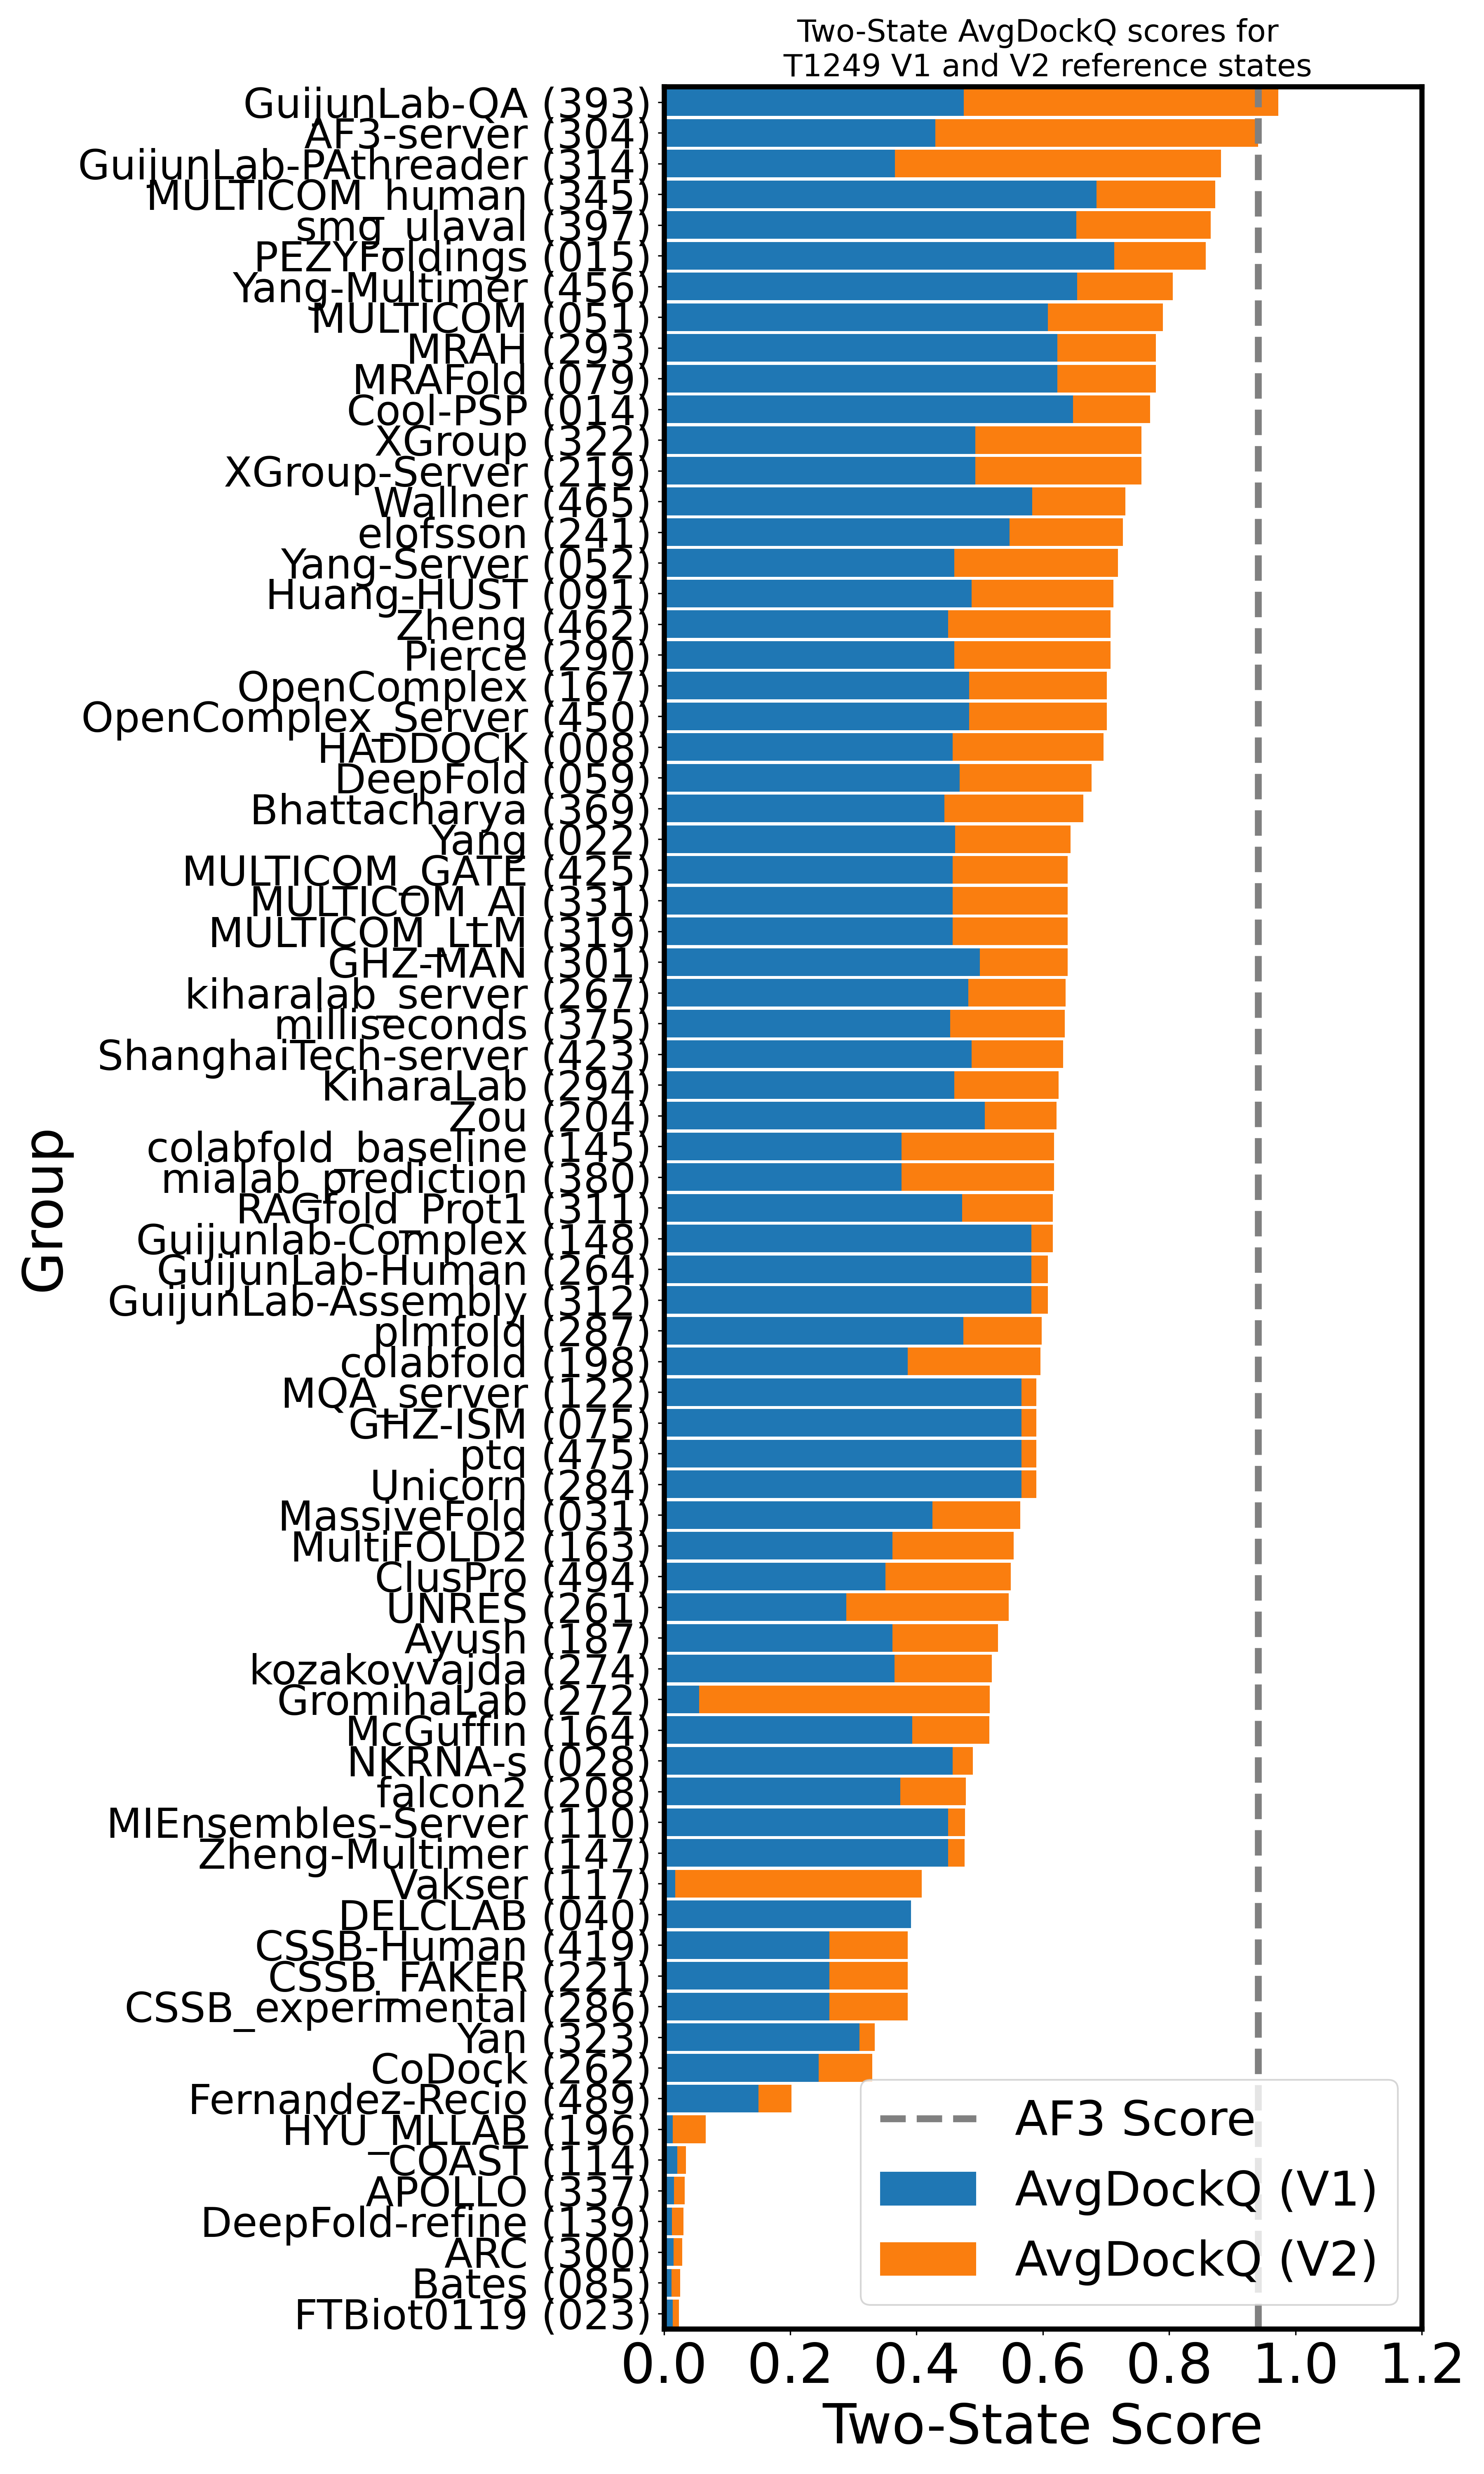 Two-State AvgDockQ scores for
T1249 V1 and V2 reference states
GuijunLab-QA (393)
AF3-server (304)
GuijunLab-PAthreader (314)
MULTICOM_human (345)
smg_ulaval (397)
PEZYFoldings (015)
Yang-Multimer (456)
MULTICOM (051)
MRAH (293)
MRAFold (079)
Cool-PSP (014)
XGroup (322)
XGroup-Server (219)
Wallner (465)
elofsson (241)
Yang-Server (052)
Huang-HUST (091)
Zheng (462)
Pierce (290)
OpenComplex (167)
OpenComplex_Server (450)
HADDOCK (008)
DeepFold (059)
Bhattacharya (369)
Yang (022)
MULTICOM_GATE (425)
MULTICOM_AI (331)
MULTICOM_LLM (319)
GHZ-MAN (301)
kiharalab_server (267)
milliseconds (375)
ShanghaiTech-server (423)
KiharaLab (294)
Zou (204)
colabfold_baseline (145)
mialab_prediction (380)
RAGfold_Prot1 (311)
Guijunlab-Complex (148)
GuijunLab-Human (264)
GuijunLab-Assembly (312)
plmfold (287)
colabfold (198)
MQA_server (122)
GHZ-ISM (075)
ptq (475)
Unicorn (284)
MassiveFold (031)
MultiFOLD2 (163)
ClusPro (494)
UNRES (261)
Ayush (187)
kozakovvajda (274)
GromihaLab (272)
McGuffin (164)
NKRNA-s (028)
falcon2 (208)
MIEnsembles-Server (110)
Zheng-Multimer (147)
Vakser (117)
DELCLAB (040)
CSSB-Human (419)
CSSB_FAKER (221)
CSSB_experimental (286)
Yan (323)
CoDock (262)
Fernandez-Recio (489)
HYU_MLLAB (196)
COAST (114)
APOLLO (337)
DeepFold-refine (139)
ARC (300)
Bates (085)
FTBiot0119 (023)
Group
AF3 Score
AvgDockQ (V1)
AvgDockQ (V2)
0.0 0.2 0.4 0.6 0.8 1.0 1.2
Two-State Score